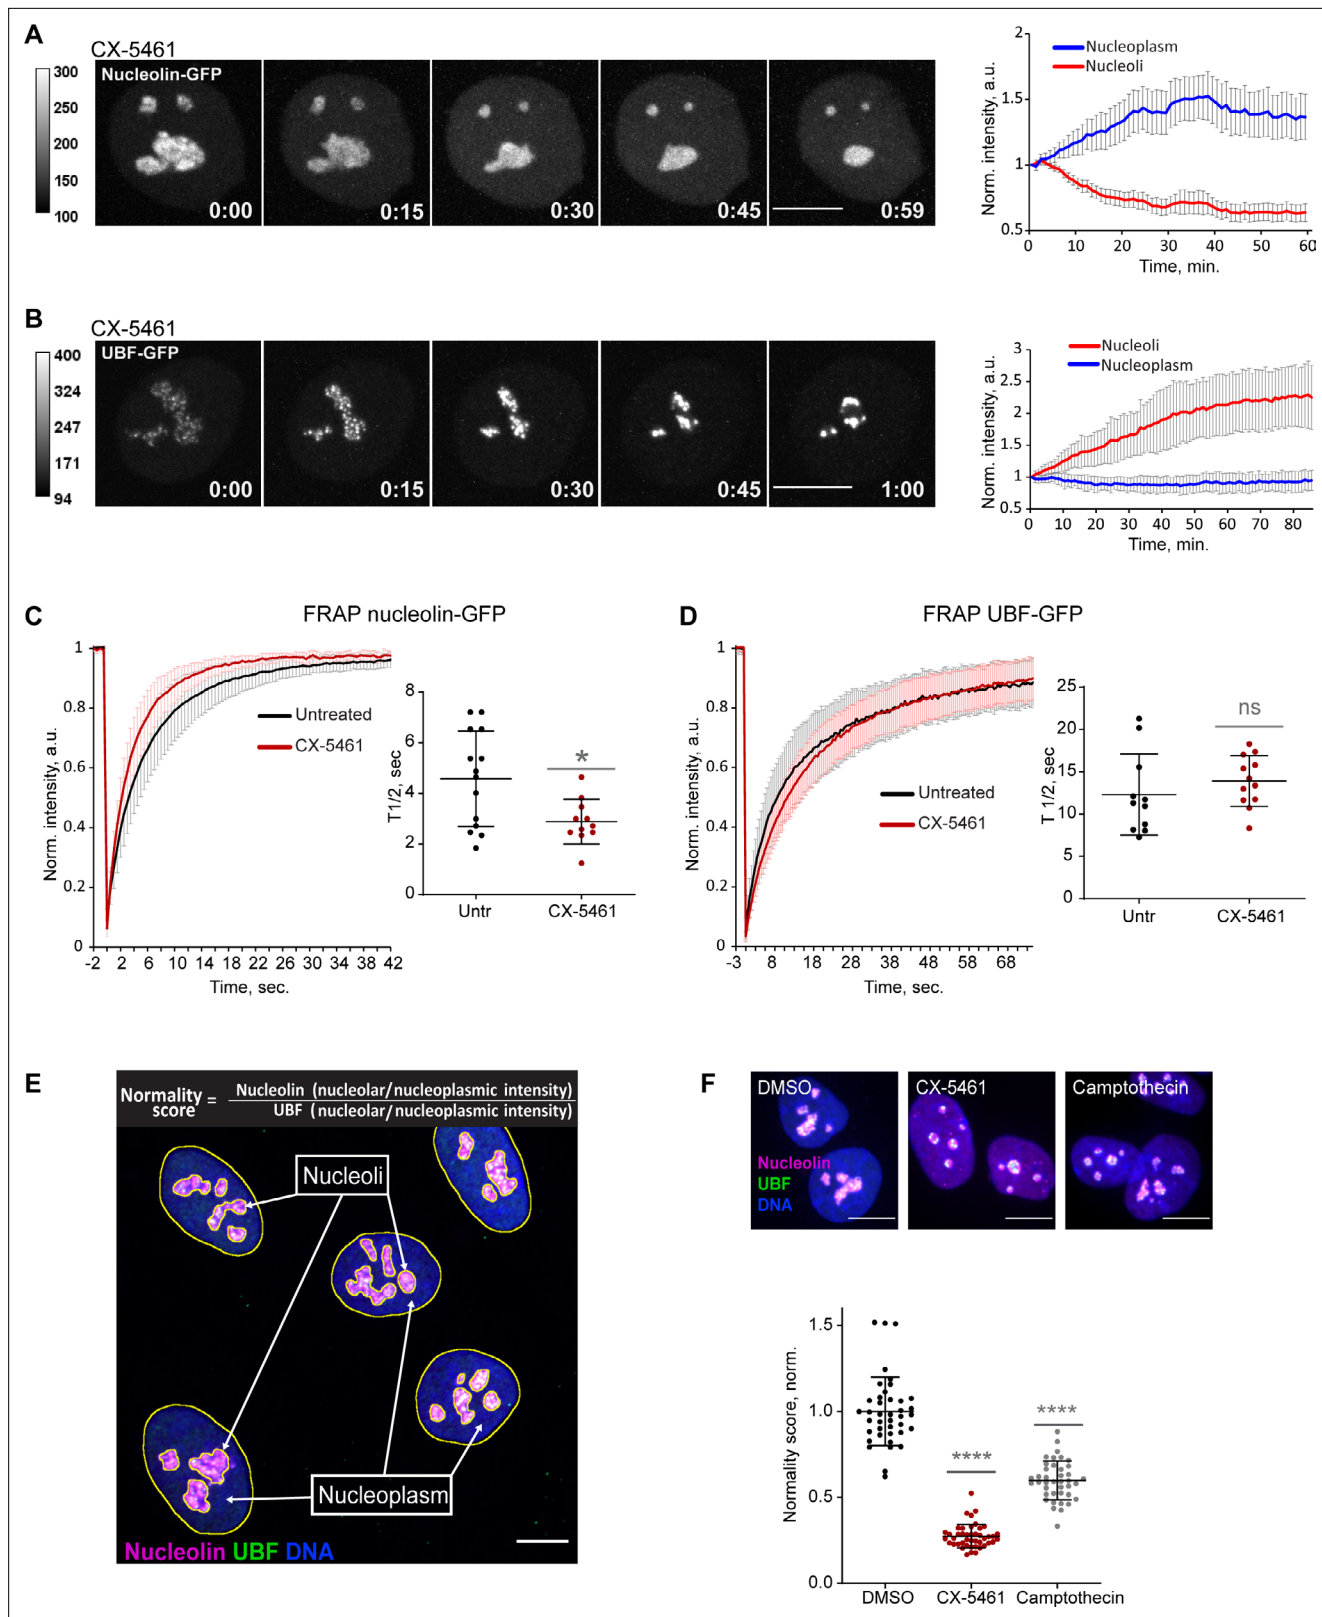 A
CX-5461
Nucleolin-GFP
300
250
200
150
100
0:00
0:15
0:30
0:45
0:59
Norm. intensity, a.u.
2
1.5
1
0.5
Nucleoplasm
Nucleoli
0 10 20 30 40 50 60
Time, min.
B
CX-5461
UBF-GFP
400
324
247
171
94
0:00
0:15
0:30
0:45
1:00
Norm. intensity, a.u.
3
2.5
2
1.5
1
0.5
Nucleoli
Nucleoplasm
0 10 20 30 40 50 60 70 80
Time, min.
C
FRAP nucleolin-GFP
Norm. intensity, a.u.
1
0.8
0.6
0.4
0.2
0
Untreated
CX-5461
-2 2 6 10 14 18 22 26 30 34 38 42
Time, sec.
T1/2, sec
8
6
4
2
0
*
Untr CX-5461
D
FRAP UBF-GFP
Norm. intensity, a.u.
1
0.8
0.6
0.4
0.2
0
Untreated
CX-5461
-3 8 18 28 38 48 58 68
Time, sec.
T 1/2, sec
25
20
15
10
5
0
ns
Untr CX-5461
E
Normality score = Nucleolin (nucleolar/nucleoplasmic intensity)
UBF (nucleolar/nucleoplasmic intensity)
Nucleoli
Nucleoplasm
Nucleolin UBF DNA
F
DMSO
CX-5461
Camptothecin
Nucleolin
UBF
DNA
Normality score, norm.
1.5
1.0
0.5
0.0
****
****
DMSO CX-5461 Camptothecin